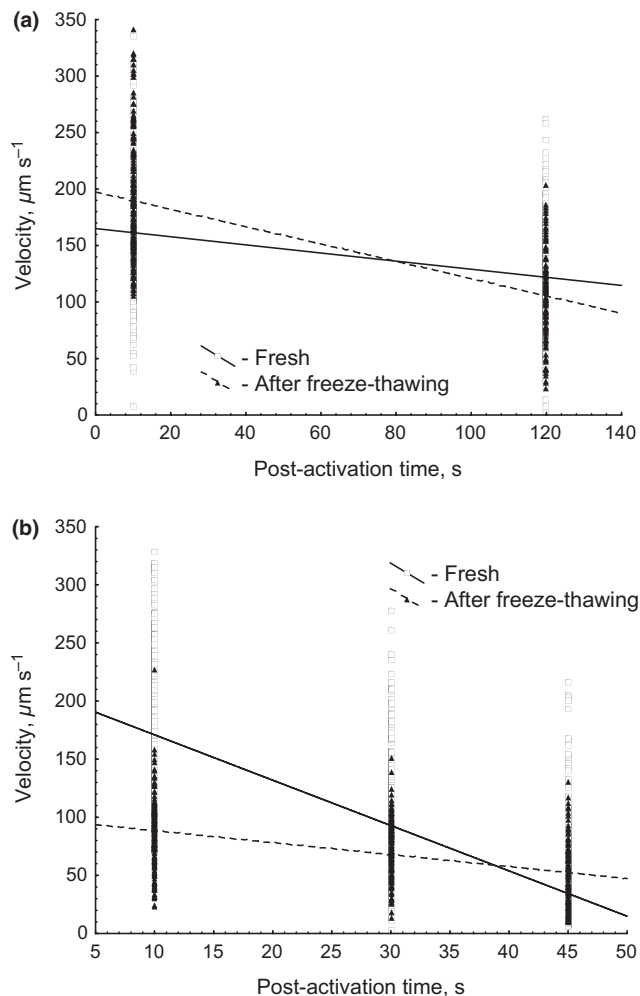 (a)
350
300
250
200
150
100
50
0
Velocity, µm s⁻¹
- Fresh
- After freeze-thawing
0 20 40 60 80 100 120 140
Post-activation time, s
(b)
350
300
250
200
150
100
50
0
Velocity, µm s⁻¹
- Fresh
- After freeze-thawing
5 10 15 20 25 30 35 40 45 50
Post-activation time, s